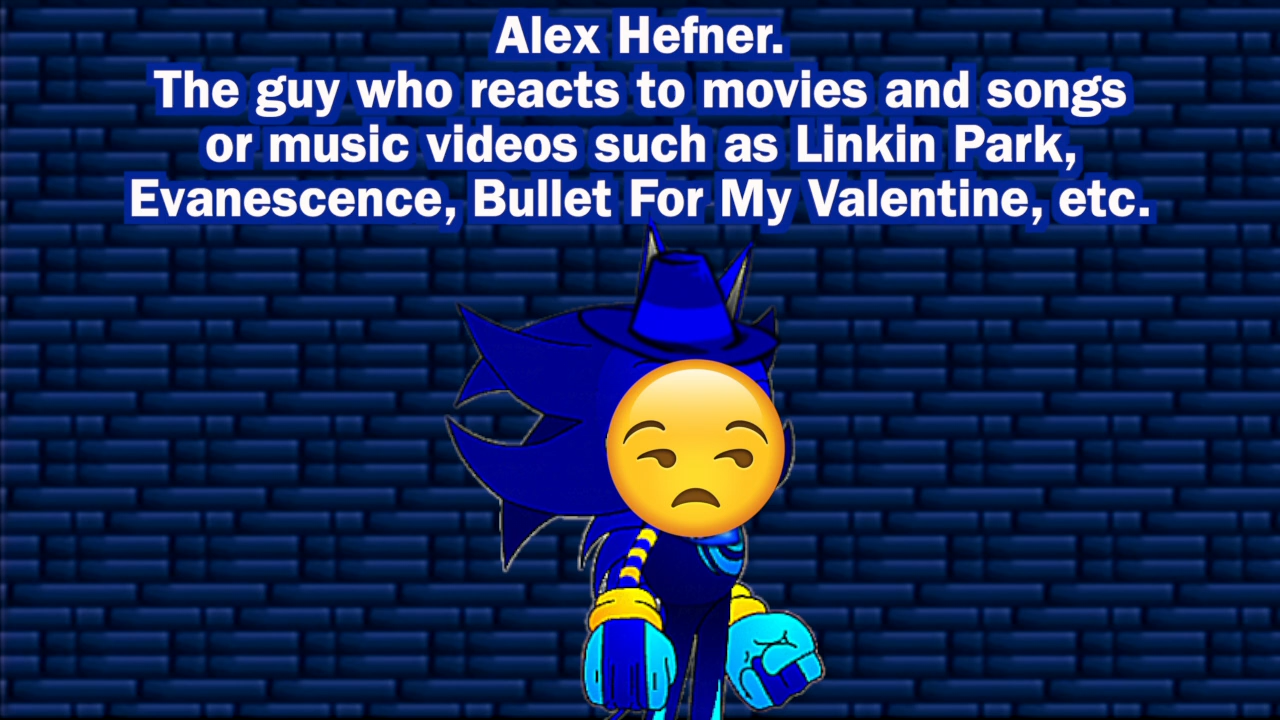 Alex Hefner.
The guy who reacts to movies and songs
or music videos such as Linkin Park,
Evanescence, Bullet For My Valentine, etc.